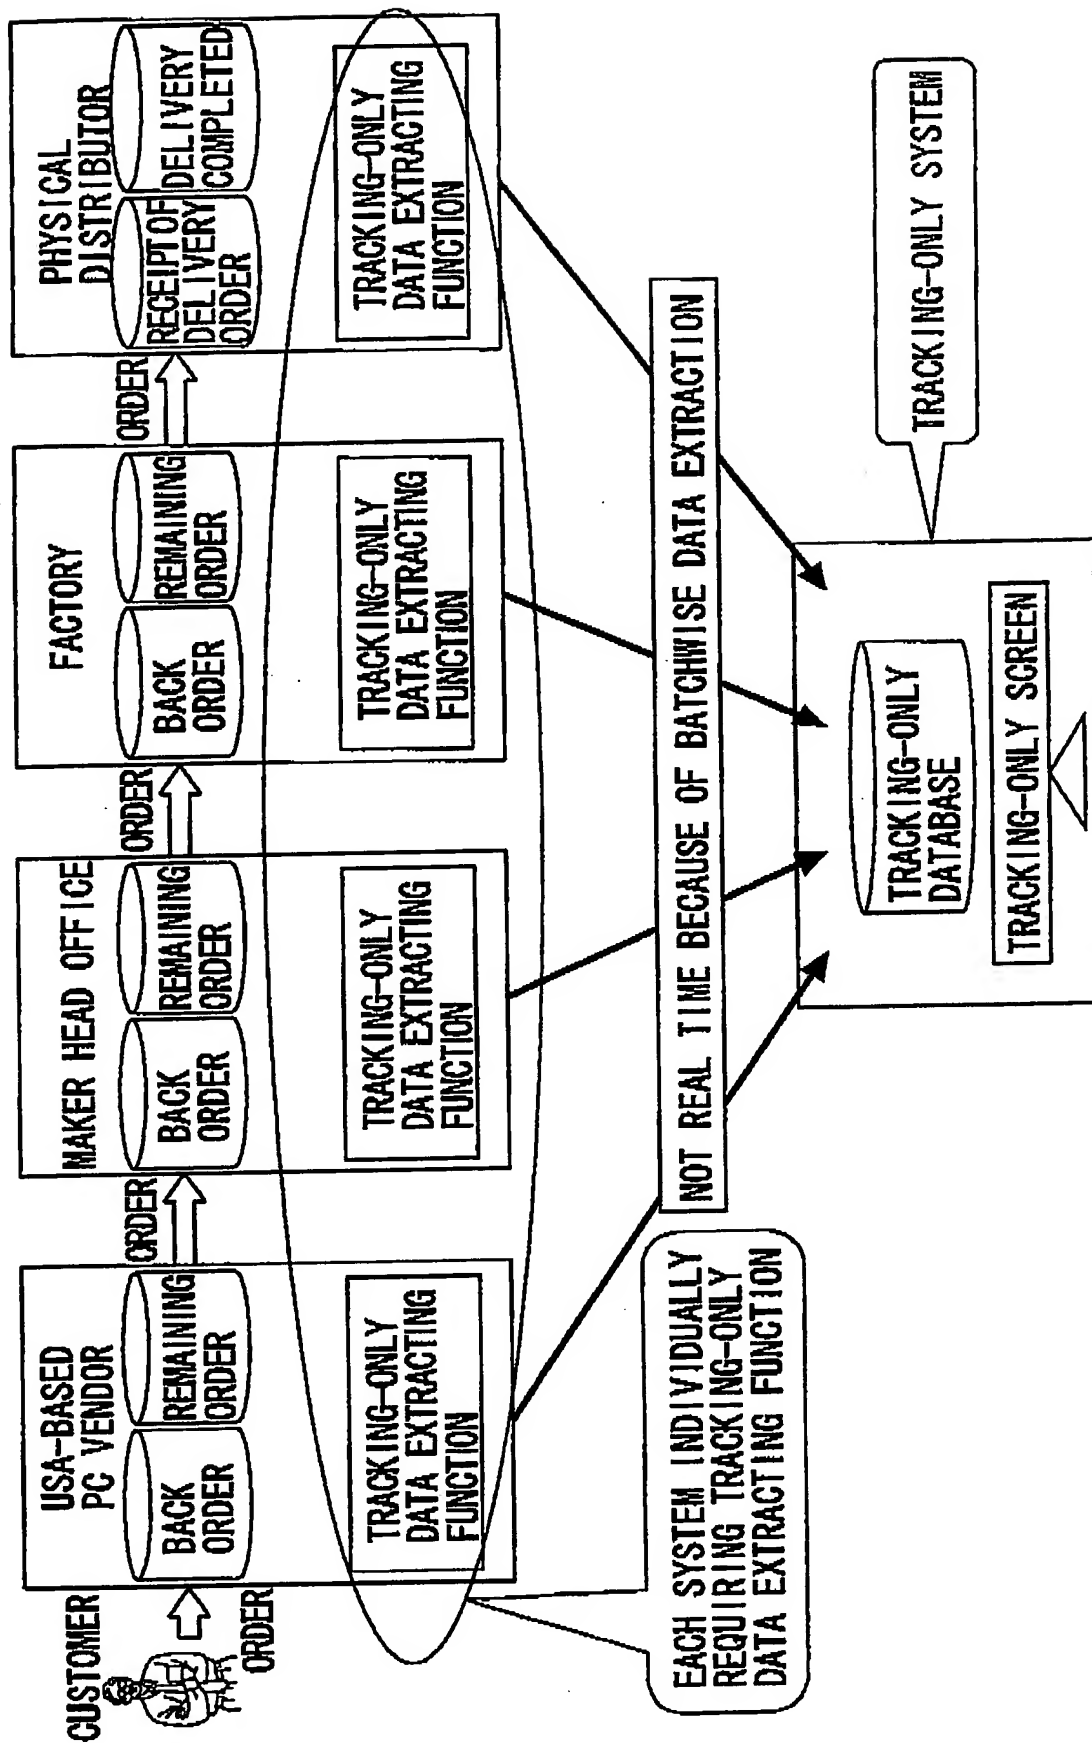 CUSTOMER
ORDER
USA-BASED
PC VENDOR
BACK
ORDER
REMAINING
ORDER
TRACKING-ONLY
DATA EXTRACTING
FUNCTION
ORDER
MAKER HEAD OFFICE
BACK
ORDER
REMAINING
ORDER
TRACKING-ONLY
DATA EXTRACTING
FUNCTION
ORDER
FACTORY
BACK
ORDER
REMAINING
ORDER
TRACKING-ONLY
DATA EXTRACTING
FUNCTION
ORDER
PHYSICAL
DISTRIBUTOR
RECEIPT OF
DELIVERY
ORDER
DELIVERY
COMPLETED
TRACKING-ONLY
DATA EXTRACTING
FUNCTION
EACH SYSTEM INDIVIDUALLY
REQUIRING TRACKING-ONLY
DATA EXTRACTING FUNCTION
NOT REAL TIME BECAUSE OF BATCHWISE DATA EXTRACTION
TRACKING-ONLY
DATABASE
TRACKING-ONLY SCREEN
TRACKING-ONLY SYSTEM